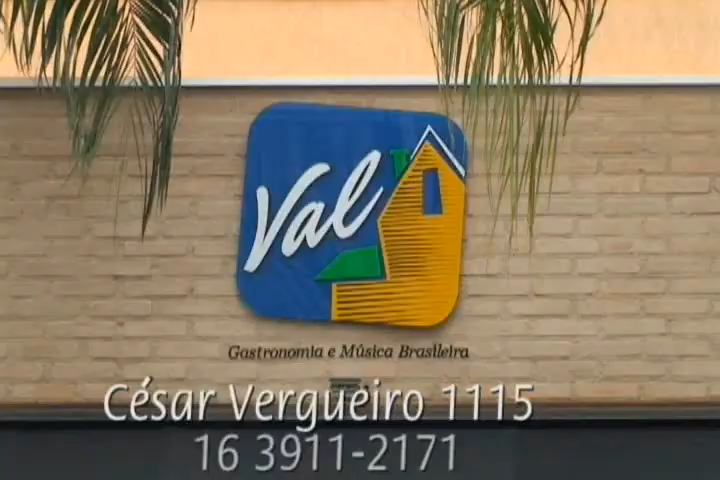 Val
Gastronomia e Música Brasileira
César Vergueiro 1115
16 3911-2171